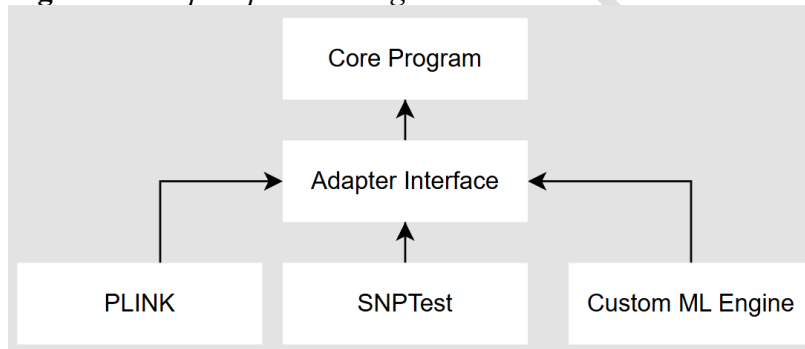 Core Program
Adapter Interface
PLINK
SNPTest
Custom ML Engine